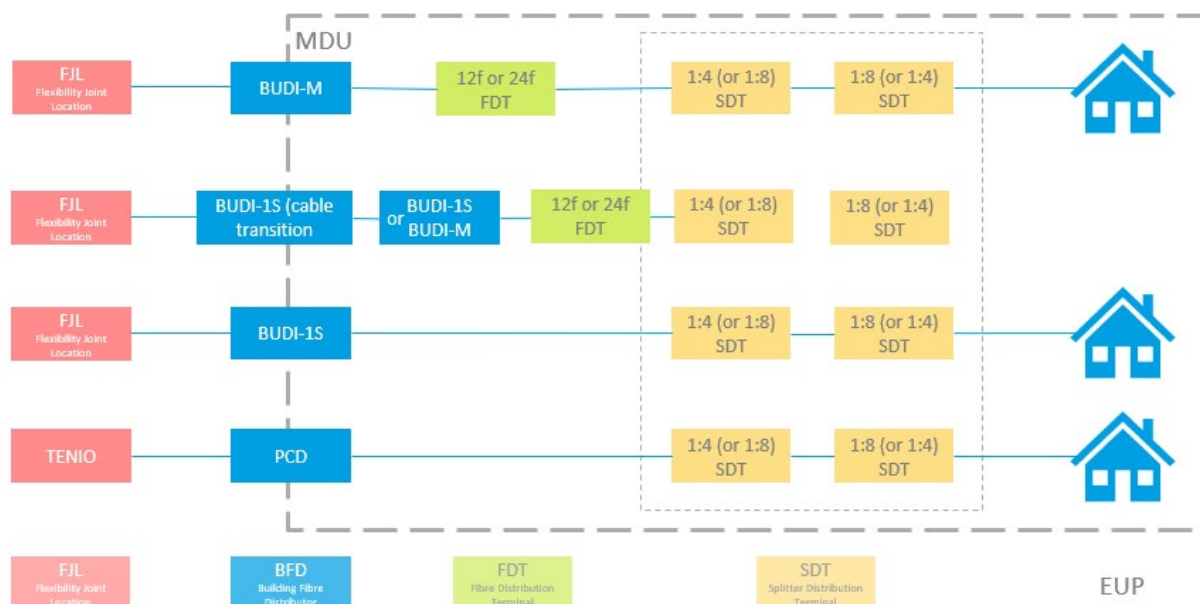 MDU
FJL
Flexibility Joint
Location
BUDI-M
12f or 24f
FDT
1:4 (or 1:8)
SDT
1:8 (or 1:4)
SDT
FJL
Flexibility Joint
Location
BUDI-1S (cable
transition
BUDI-1S
or BUDI-M
12f or 24f
FDT
1:4 (or 1:8)
SDT
1:8 (or 1:4)
SDT
FJL
Flexibility Joint
Location
BUDI-1S
1:4 (or 1:8)
SDT
1:8 (or 1:4)
SDT
TENIO
PCD
1:4 (or 1:8)
SDT
1:8 (or 1:4)
SDT
FJL
Flexibility Joint
Location
BFD
Building Fibre
Distributor
FDT
Fibre Distribution
Terminal
SDT
Splitter Distribution
Terminal
EUP